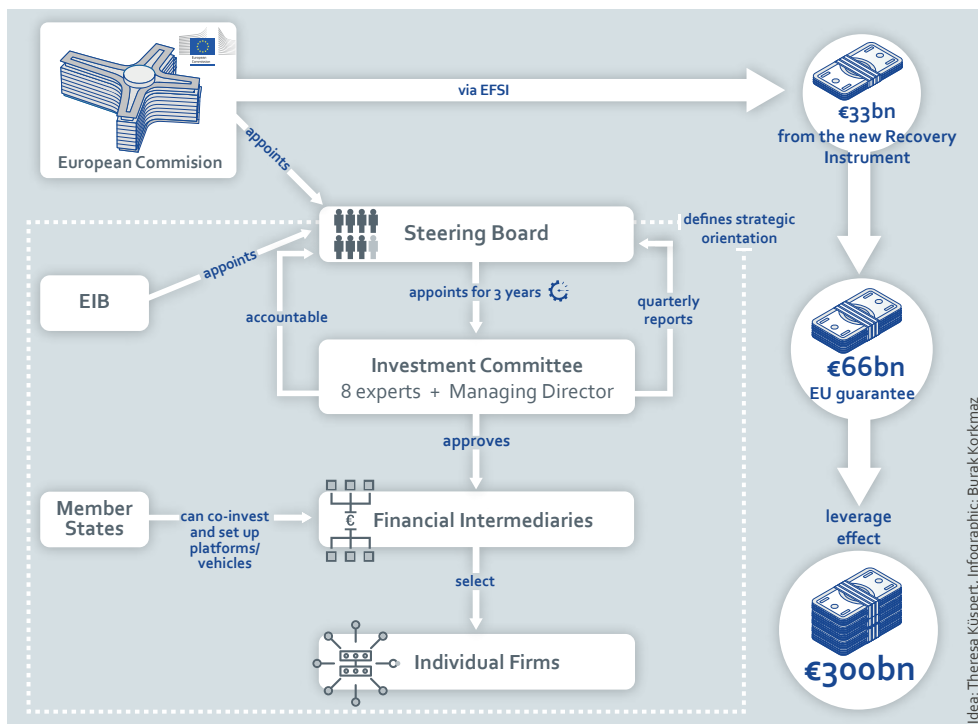 European
Commission
European Commision
via EFSI
€33bn
from the new Recovery
Instrument
appoints
Steering Board
defines strategic
orientation
EIB
appoints
accountable
appoints for 3 years
quarterly
reports
Investment Committee
8 experts + Managing Director
€66bn
EU guarantee
approves
Member
States
can co-invest
and set up
platforms/
vehicles
€
Financial Intermediaries
leverage
effect
select
Individual Firms
€300bn
Idea: Theresa Küspert, Infographic: Burak Korkmaz